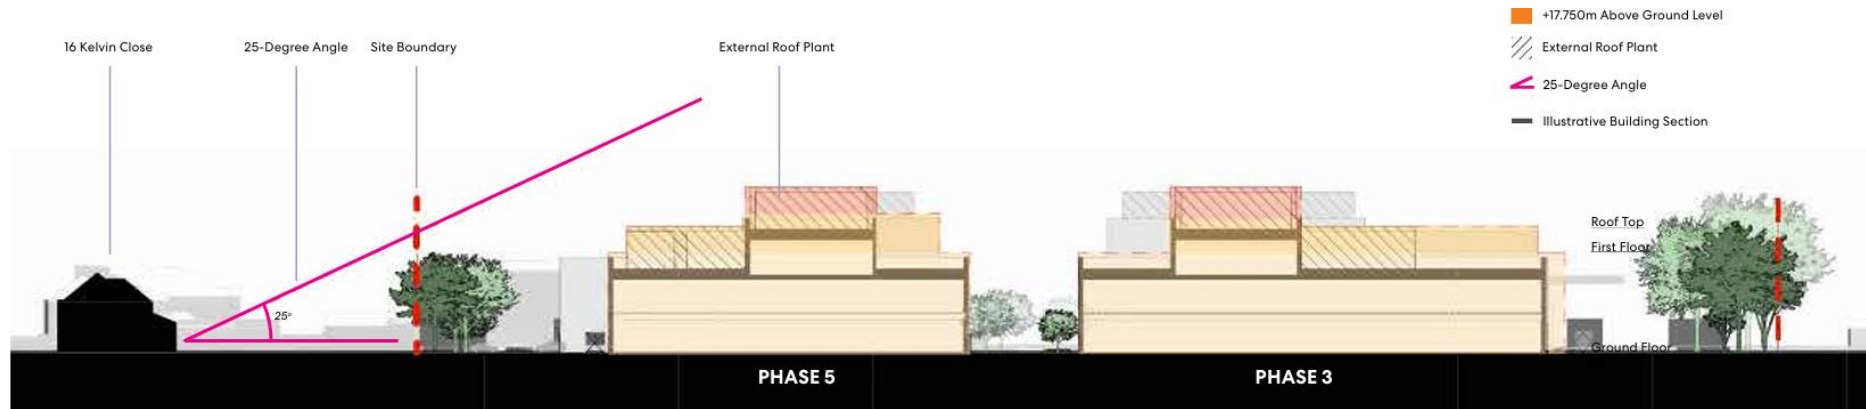 +17.750m Above Ground Level
16 Kelvin Close
25-Degree Angle
Site Boundary
External Roof Plant
External Roof Plant
25-Degree Angle
Illustrative Building Section
Roof Top
First Floor
25°
Ground Floor
PHASE 5
PHASE 3